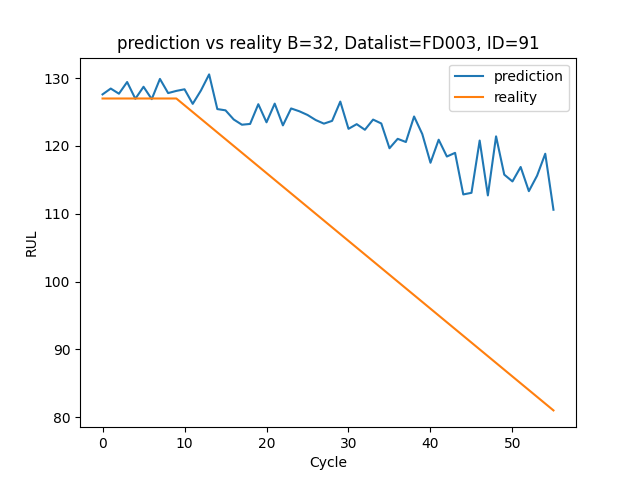 prediction vs reality B=32, Datalist=FD003, ID=91
prediction
reality
130
120
110
100
90
80
RUL
0 10 20 30 40 50
Cycle